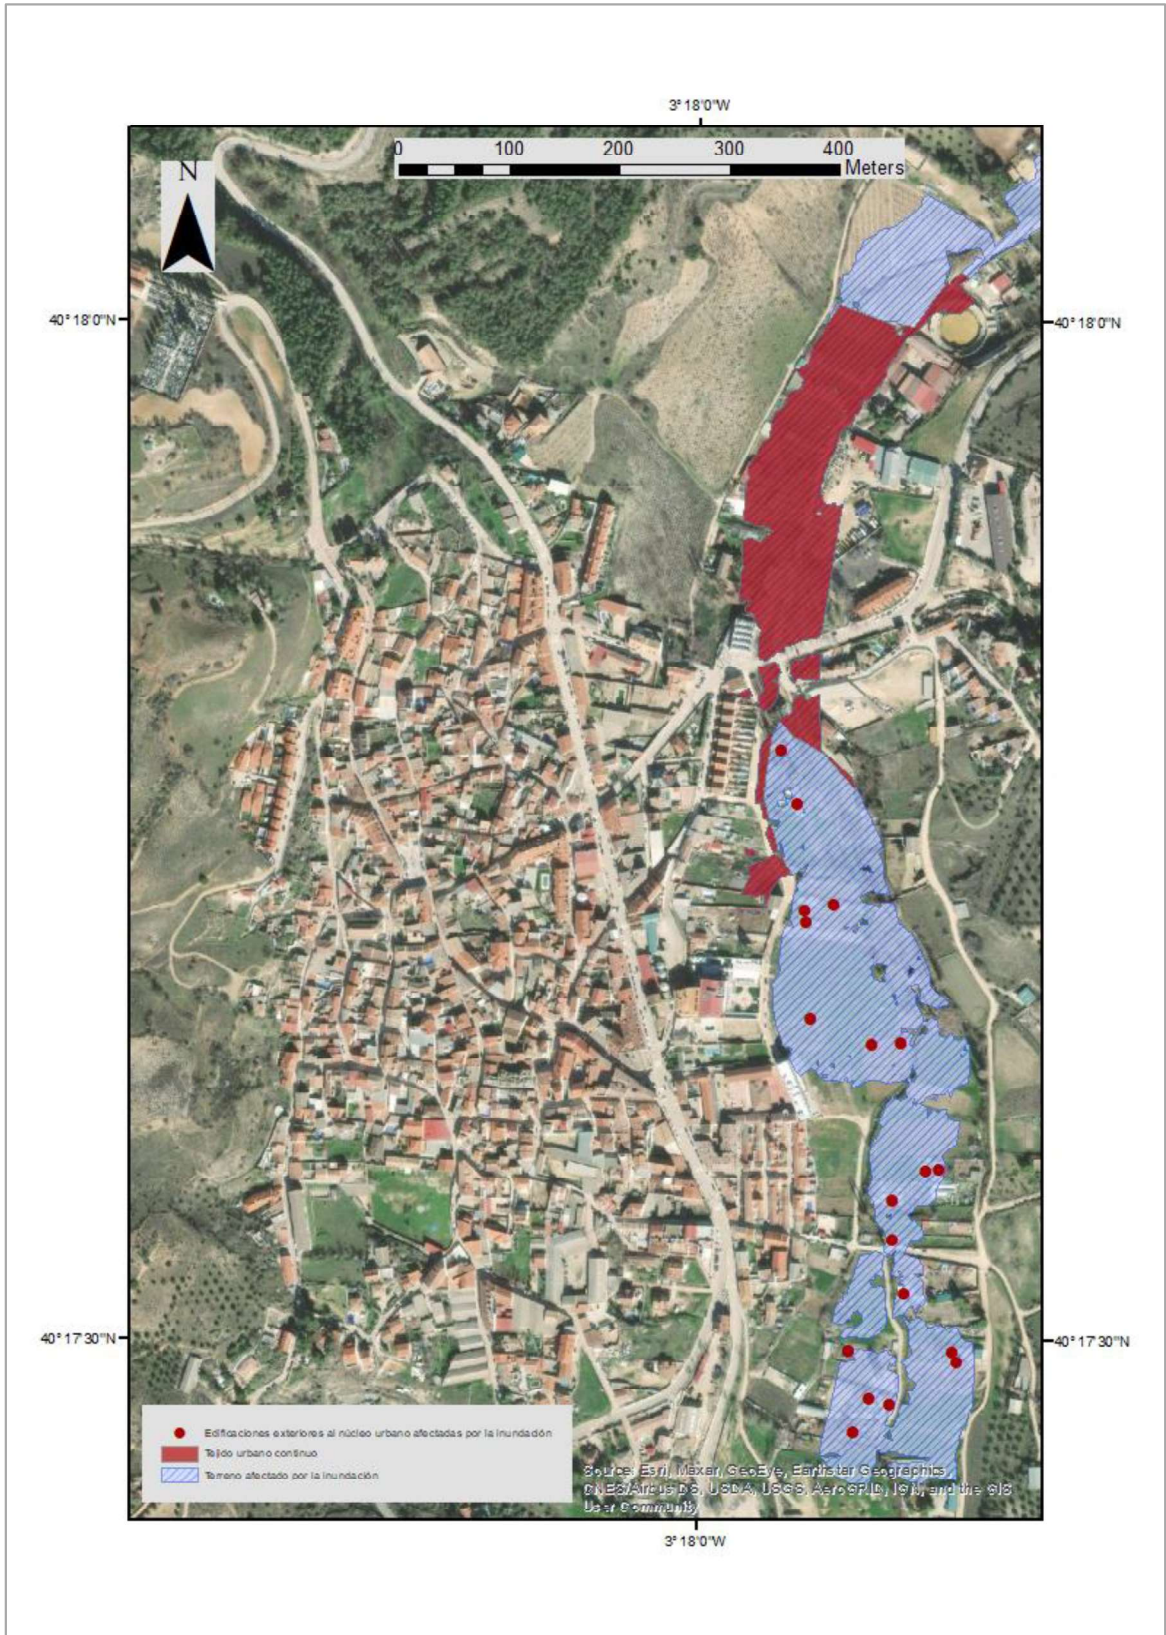 3° 18'0"W
0 100 200 300 400
Meters
N
40° 18'0"N
40° 18'0"N
40° 17'30"N
40° 17'30"N
Edificaciones exteriores al núcleo urbano afectadas por la inundación
Tejido urbano continuo
Terreno afectado por la inundación
Source: Esri, Maxar, GeoEye, Earthstar Geographics,
CNES/Airbus DS, USDA, USGS, AeroGRID, IGN, and the GIS
User Community
3° 18'0"W